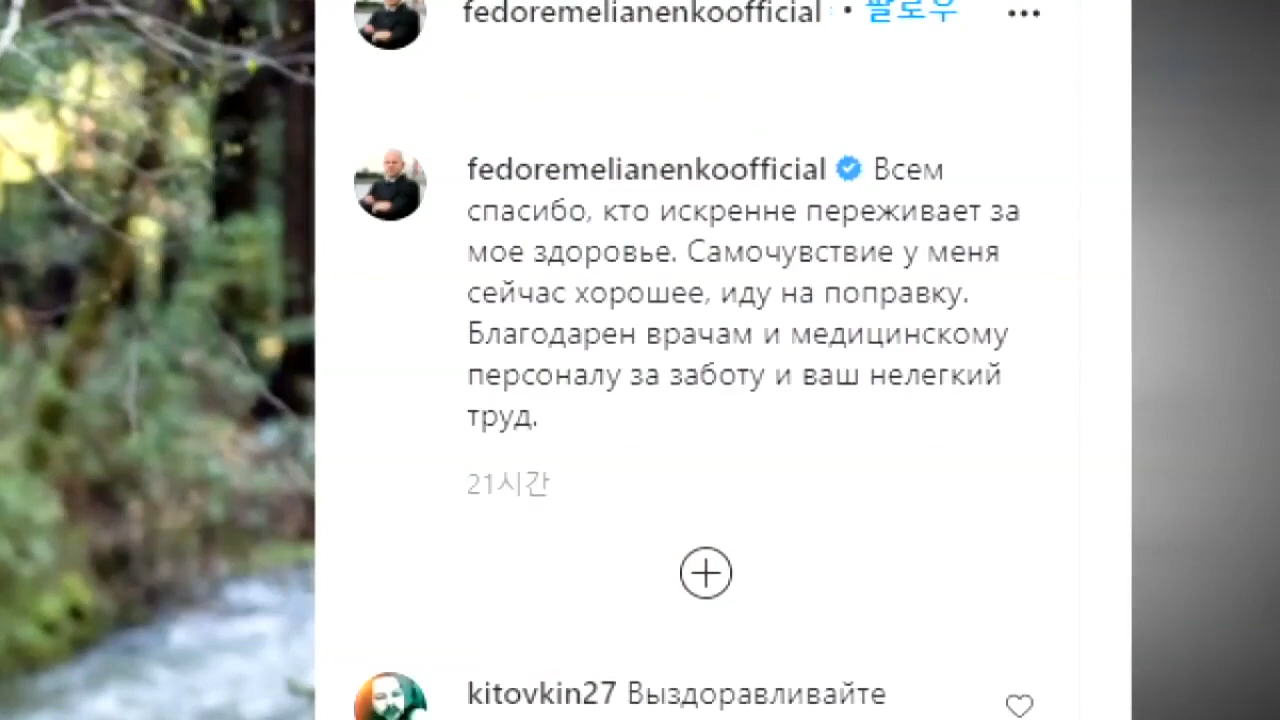 fedoremelianenkoofficial • 팔로우
fedoremelianenkoofficial Всем
спасибо, кто искренне переживает за
мое здоровье. Самочувствие у меня
сейчас хорошее, иду на поправку.
Благодарен врачам и медицинскому
персоналу за заботу и ваш нелегкий
труд.
21시간
kitovkin27 Выздоравливайте